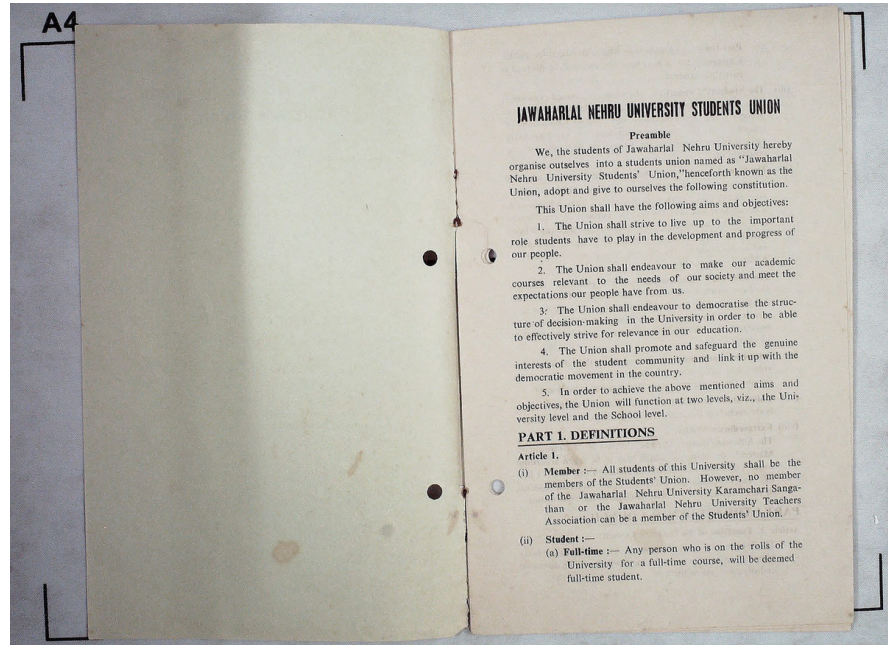 A4
JAWAHARLAL NEHRU UNIVERSITY STUDENTS UNION
Preamble
We, the students of Jawaharlal Nehru University hereby
organise outselves into a students union named as "Jawaharlal
Nehru University Students' Union,"henceforth known as the
Union, adopt and give to ourselves the following constitution.
This Union shall have the following aims and objectives:
1. The Union shall strive to live up to the important
role students have to play in the development and progress of
our people.
2. The Union shall endeavour to make our academic
courses relevant to the needs of our society and meet the
expectations our people have from us.
3. The Union shall endeavour to democratise the struc-
ture of decision-making in the University in order to be able
to effectively strive for relevance in our education.
4. The Union shall promote and safeguard the genuine
interests of the student community and link it up with the
democratic movement in the country.
5. In order to achieve the above mentioned aims and
objectives, the Union will function at two levels, viz., the Uni-
versity level and the School level.
PART 1. DEFINITIONS
Article 1.
(i) Member :— All students of this University shall be the
members of the Students' Union. However, no member
of the Jawaharlal Nehru University Karamchari Sanga-
than or the Jawaharlal Nehru University Teachers
Association can be a member of the Students' Union.
(ii) Student :—
(a) Full-time :— Any person who is on the rolls of the
University for a full-time course, will be deemed
full-time student.